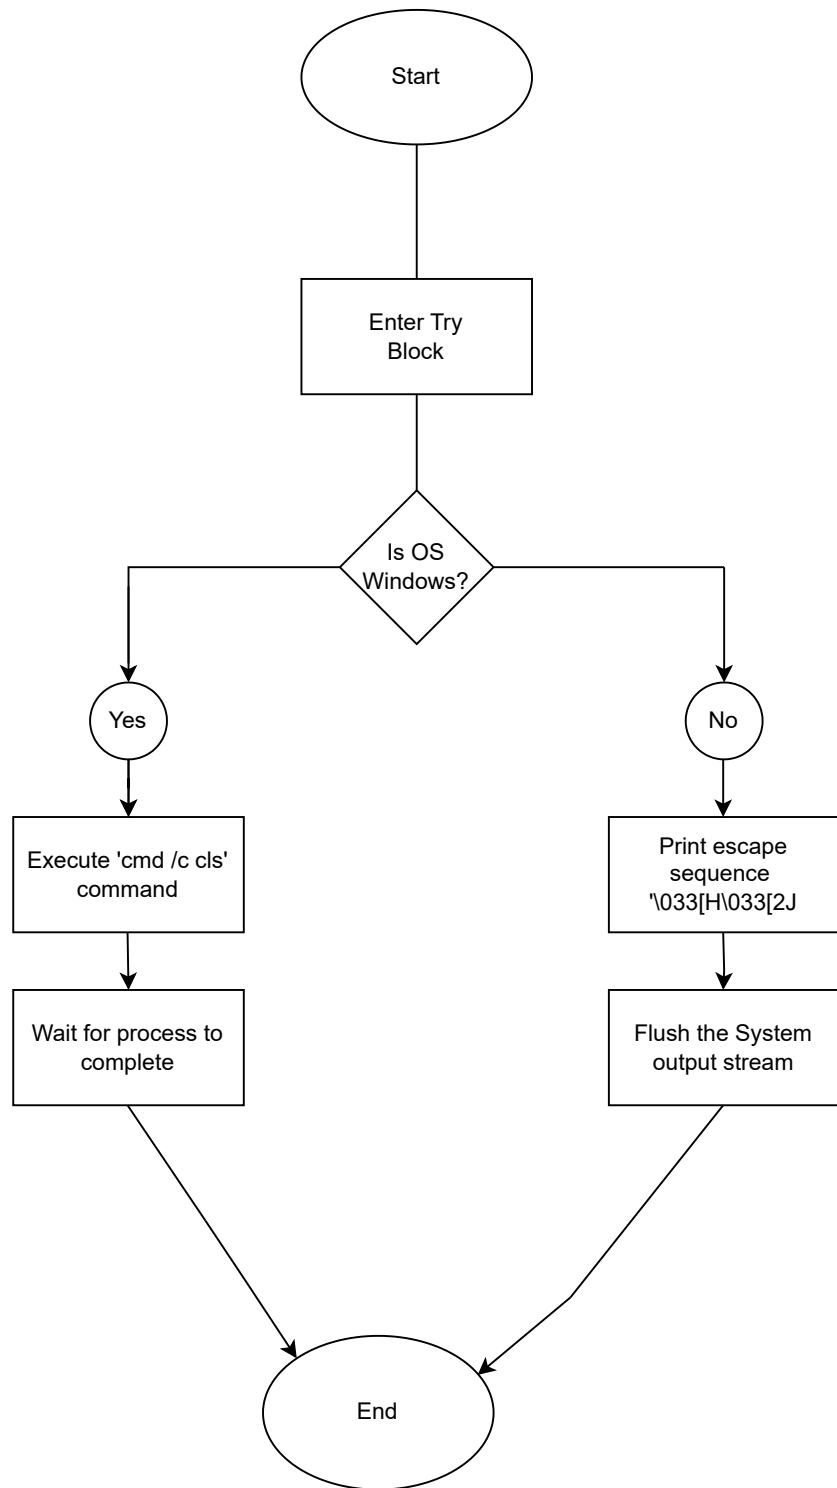 Start
Enter Try
Block
Is OS
Windows?
Yes
No
Execute 'cmd /c cls'
command
Print escape
sequence
'\033[H\033[2J
Wait for process to
complete
Flush the System
output stream
End